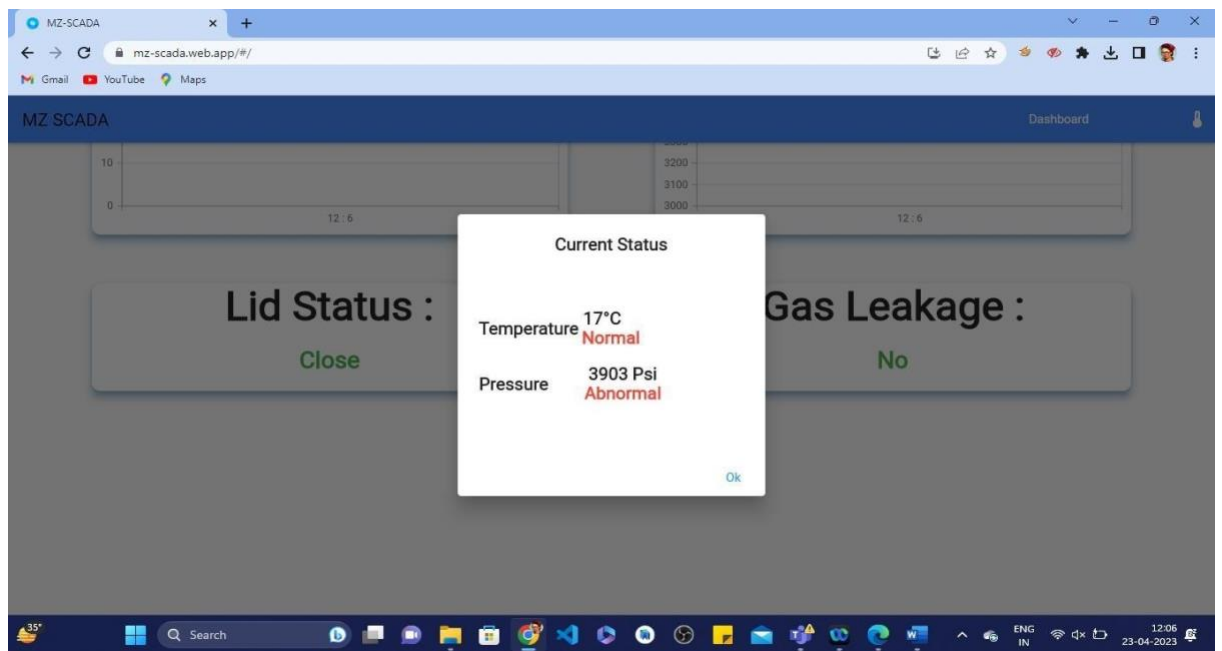 MZ-SCADA
mz-scada.web.app/#/
Gmail YouTube Maps
MZ SCADA
Dashboard
10
0
12 : 6
3200
3100
3000
12 : 6
Lid Status :
Close
Gas Leakage :
No
Current Status
Temperature 17°C
Normal
Pressure 3903 Psi
Abnormal
Ok
35°
Search
ENG
IN
12:06
23-04-2023